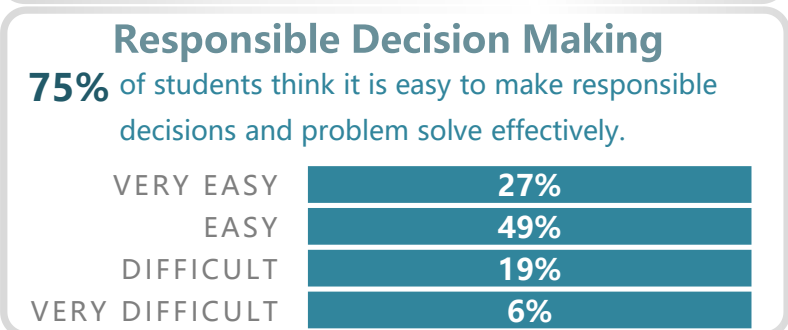 Responsible Decision Making
75% of students think it is easy to make responsible
decisions and problem solve effectively.
VERY EASY 27%
EASY 49%
DIFFICULT 19%
VERY DIFFICULT 6%